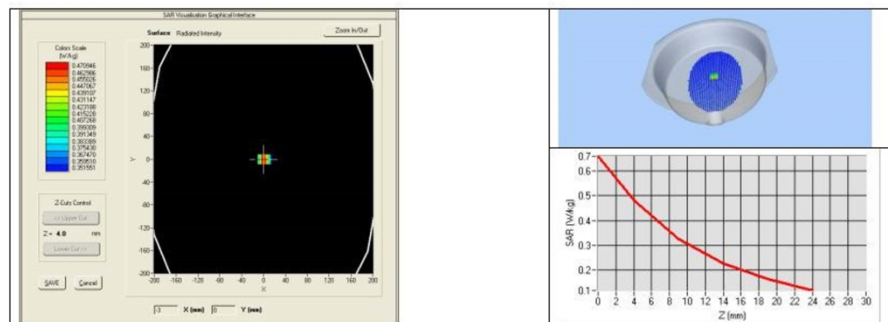 SAR Visualisation Graphical Interface
Surface Radiated Intensity
Zoom In/Out
Colors Scale
(W/kg)
0.470946
0.462986
0.455026
0.447067
0.439107
0.431147
0.423188
0.415228
0.407268
0.399309
0.391349
0.383389
0.375430
0.367470
0.359510
0.351551
200-
160-
120-
80-
40-
0-
-40-
-80-
-120-
-160-
-200-
Y
-200 -160 -120 -80 -40 0 40 80 120 160 200
X
Z-Cuts Control
<< Upper Cut
Z = 4.0 mm
Lower Cut >>
SAVE Cancel
-3 X (mm) 0 Y (mm)
SAR (W/kg)
0.7
0.6
0.5
0.4
0.3
0.2
0.1
0 2 4 6 8 10 12 14 16 18 20 22 24 26 28 30
Z (mm)